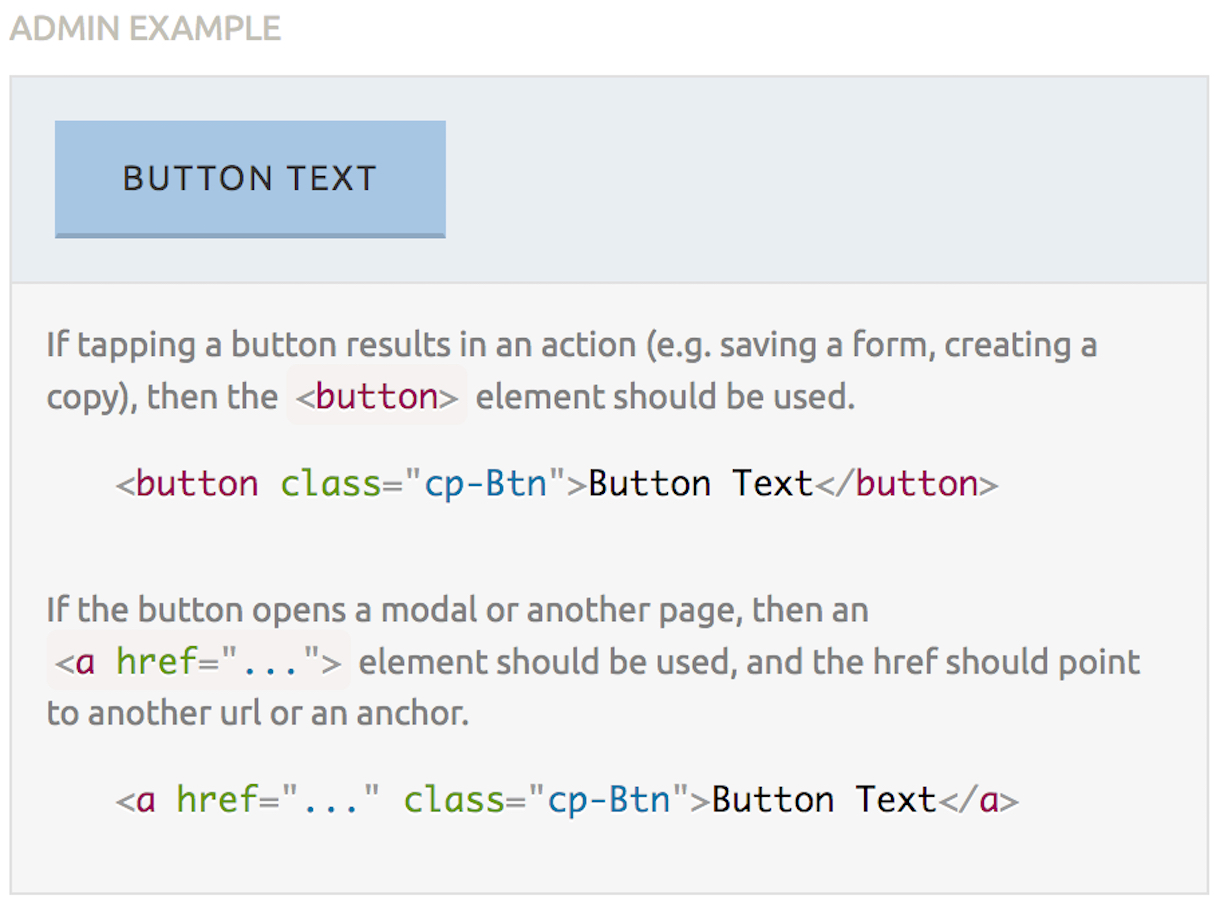 ADMIN EXAMPLE
BUTTON TEXT
If tapping a button results in an action (e.g. saving a form, creating a
copy), then the <button> element should be used.
<button class="cp-Btn">Button Text</button>
If the button opens a modal or another page, then an
<a href="..."> element should be used, and the href should point
to another url or an anchor.
<a href="..." class="cp-Btn">Button Text</a>